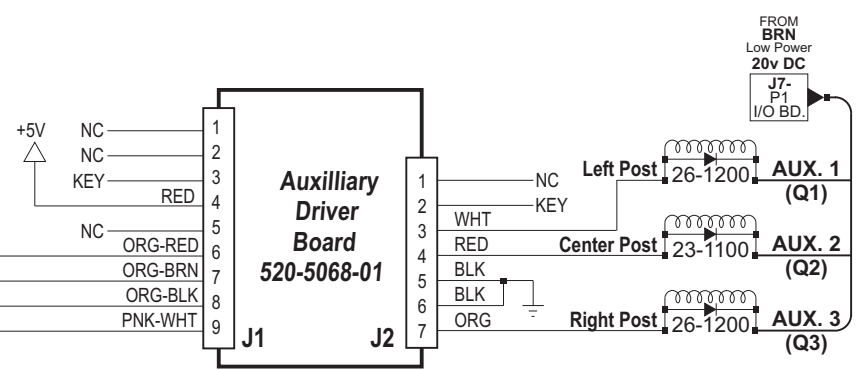 FROM
BRN
Low Power
20v DC
J7-
P1
I/O BD.
+5V
NC
NC
KEY
RED
NC
ORG-RED
ORG-BRN
ORG-BLK
PNK-WHT
1
2
3
4
5
6
7
8
9
J1
Auxilliary
Driver
Board
520-5068-01
J2
1
2
3
4
5
6
7
NC
KEY
WHT
RED
BLK
BLK
ORG
Left Post
26-1200
AUX. 1
(Q1)
Center Post
23-1100
AUX. 2
(Q2)
Right Post
26-1200
AUX. 3
(Q3)